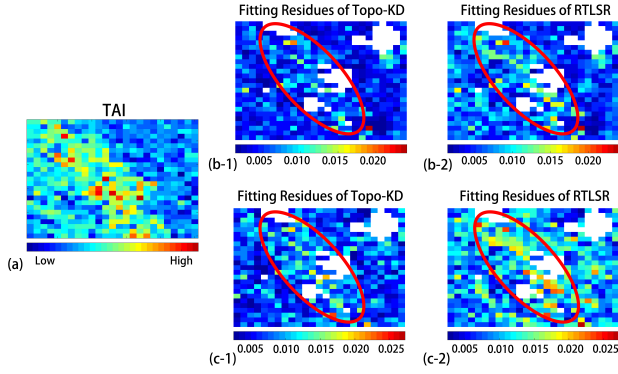 TAI
Low High
(a)
Fitting Residues of Topo-KD
0.005 0.010 0.015 0.020
(b-1)
Fitting Residues of RTLSR
0.005 0.010 0.015 0.020
(b-2)
Fitting Residues of Topo-KD
0.005 0.010 0.015 0.020 0.025
(c-1)
Fitting Residues of RTLSR
0.005 0.010 0.015 0.020 0.025
(c-2)